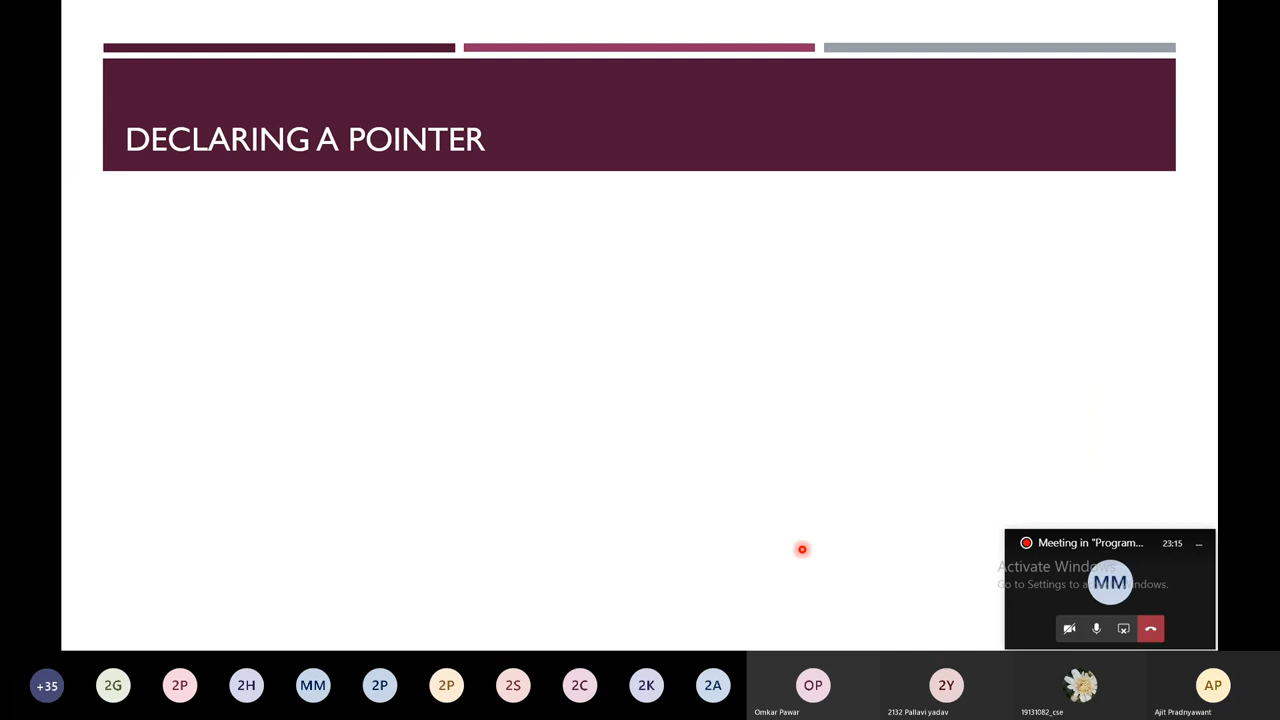 DECLARING A POINTER
Meeting in "Program...
23:15
Activate Windows
Go to Settings to a
ndows.
MM
+35
2G
2P
2H
MM
2P
2P
2S
2C
2K
2A
OP
2Y
AP
Omkar Pawar
2132 Pallavi yadav
19131082_cse
Ajit Pradnyawant